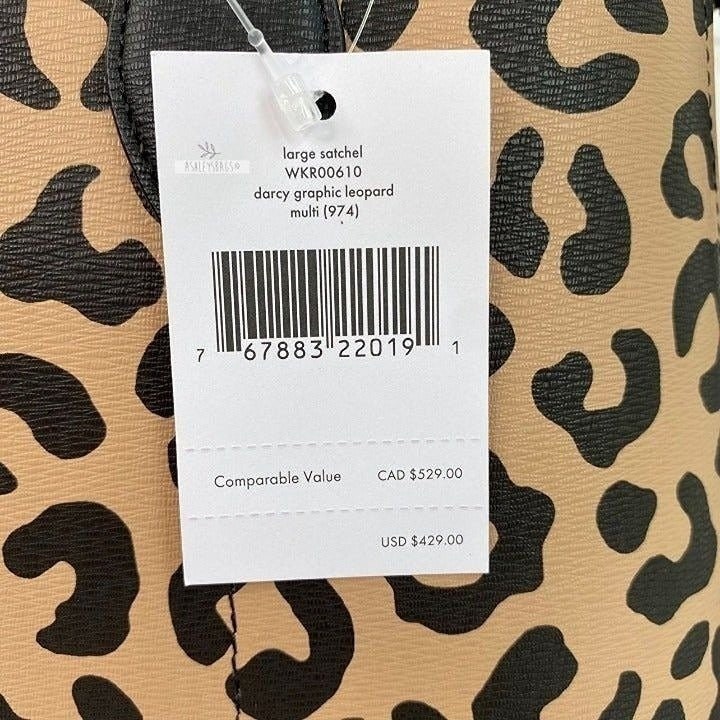 ASHLEYSBAGS®
large satchel
WKR00610
darcy graphic leopard
multi (974)
7 67883 22019 1
Comparable Value CAD $529.00
USD $429.00